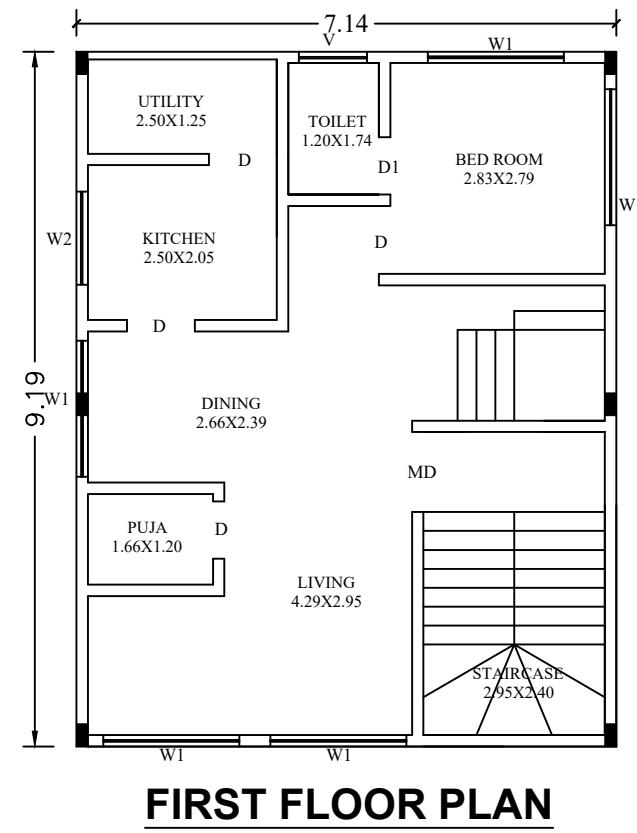 7.14
V
W1
UTILITY
2.50X1.25
D
TOILET
1.20X1.74
D1
BED ROOM
2.83X2.79
W
W2
KITCHEN
2.50X2.05
D
D
9.19
W1
DINING
2.66X2.39
MD
PUJA
1.66X1.20
D
LIVING
4.29X2.95
STAIRCASE
2.95X2.40
W1
W1
FIRST FLOOR PLAN